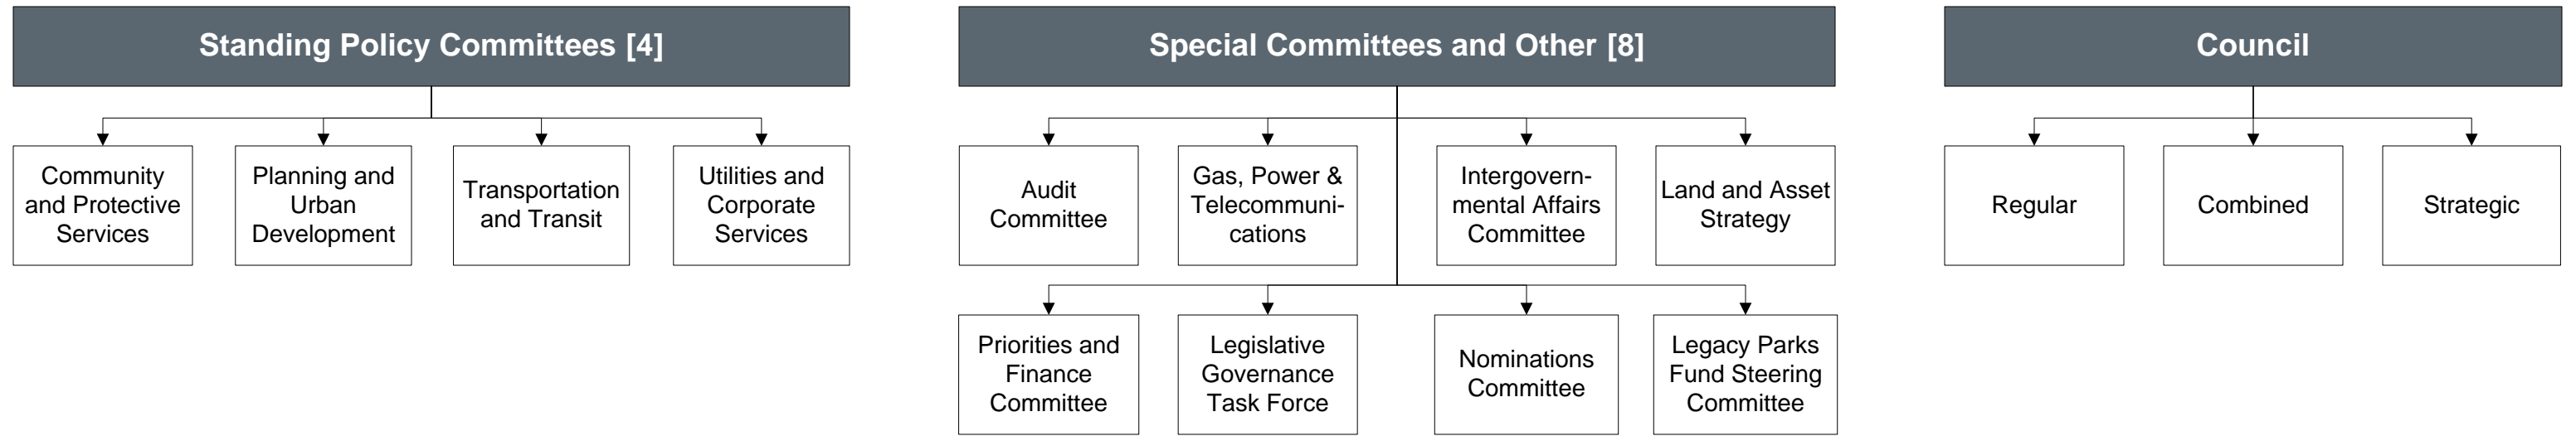 Standing Policy Committees [4]
Community
and Protective
Services
Planning and
Urban
Development
Transportation
and Transit
Utilities and
Corporate
Services
Special Committees and Other [8]
Audit
Committee
Gas, Power &
Telecommuni-
cations
Intergovern-
mental Affairs
Committee
Land and Asset
Strategy
Priorities and
Finance
Committee
Legislative
Governance
Task Force
Nominations
Committee
Legacy Parks
Fund Steering
Committee
Council
Regular
Combined
Strategic